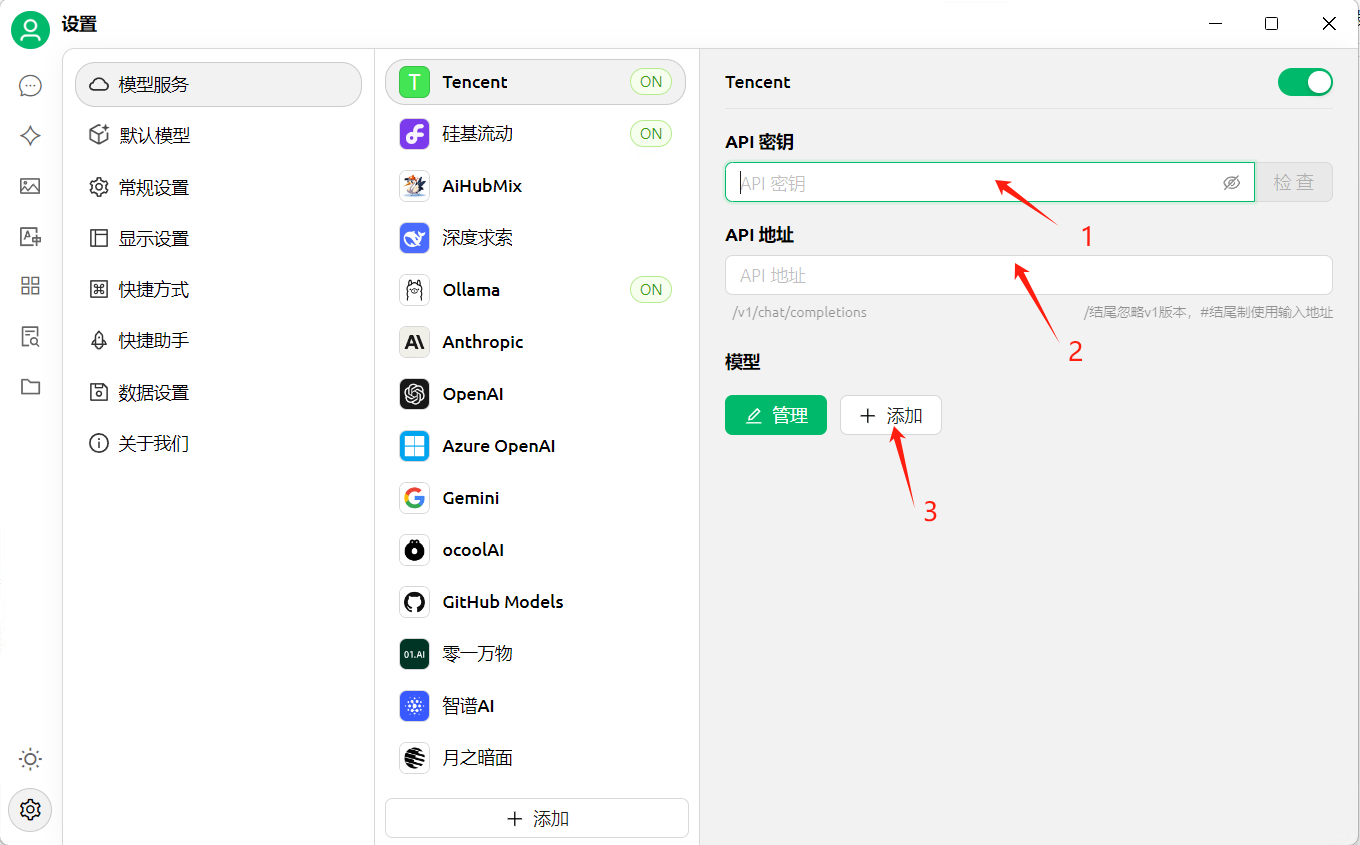 设置
模型服务
默认模型
常规设置
显示设置
快捷方式
快捷助手
数据设置
关于我们
T Tencent ON
硅基流动 ON
AiHubMix
深度求索
Ollama ON
Anthropic
OpenAI
Azure OpenAI
Gemini
ocoolAI
GitHub Models
01.AI 零一万物
智谱AI
月之暗面
添加
Tencent
API 密钥
API 密钥 检查
1
API 地址
API 地址
/v1/chat/completions /结尾忽略v1版本，#结尾制使用输入地址
2
模型
管理 添加
3